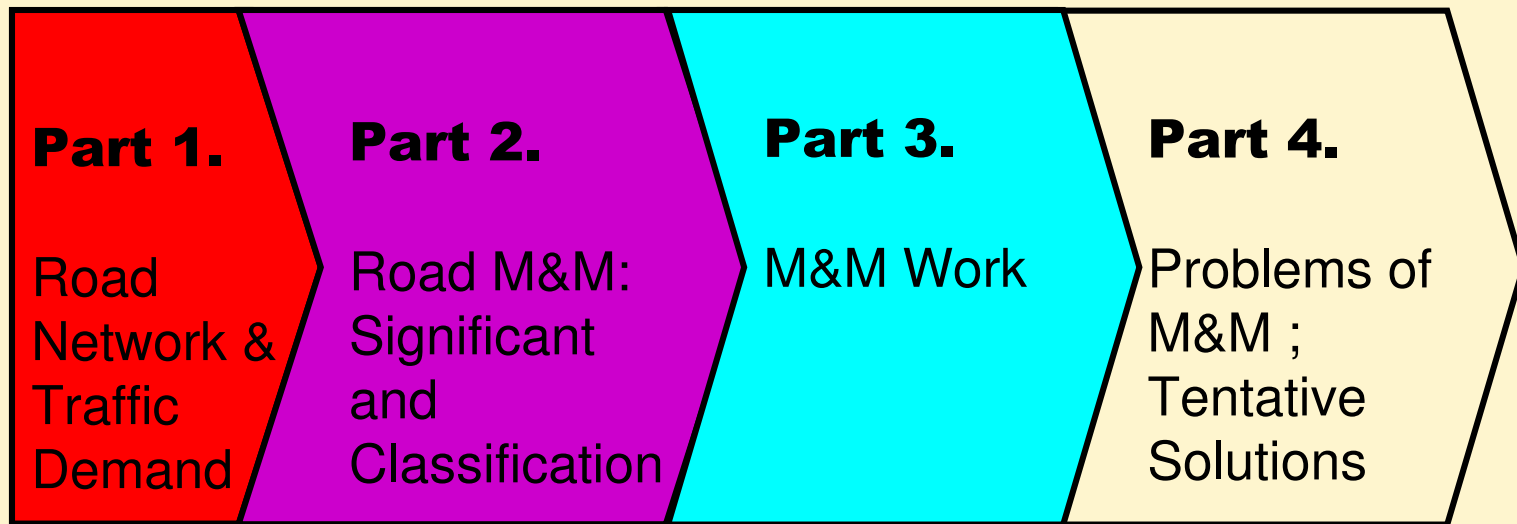 Part 1.
Road
Network &
Traffic
Demand
Part 2.
Road M&M:
Significant
and
Classification
Part 3.
M&M Work
Part 4.
Problems of
M&M ;
Tentative
Solutions